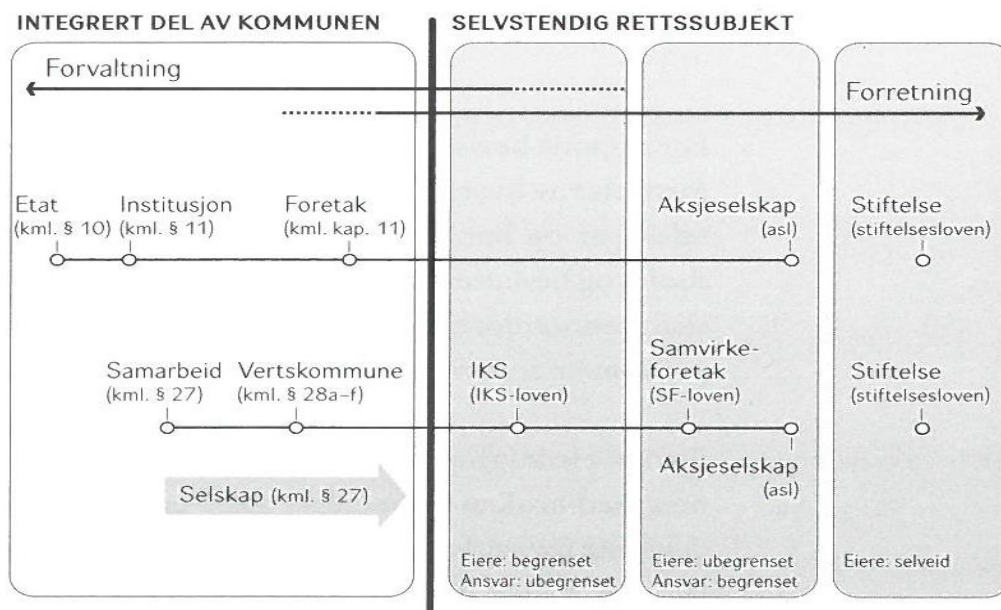 INTEGRERT DEL AV KOMMUNEN
SELVSTENDIG RETTSSUBJEKT
Forvaltning
Forretning
Etat
(kml. § 10)
Institusjon
(kml. § 11)
Foretak
(kml. kap. 11)
Aksjeselskap
(asl)
Stiftelse
(stiftelsesloven)
Samarbeid
(kml. § 27)
Vertskommune
(kml. § 28a–f)
IKS
(IKS-loven)
Samvirke-
foretak
(SF-loven)
Stiftelse
(stiftelsesloven)
Aksjeselskap
(asl)
Selskap (kml. § 27)
Eiere: begrenset
Ansvar: ubegrenset
Eiere: ubegrenset
Ansvar: begrenset
Eiere: selveid